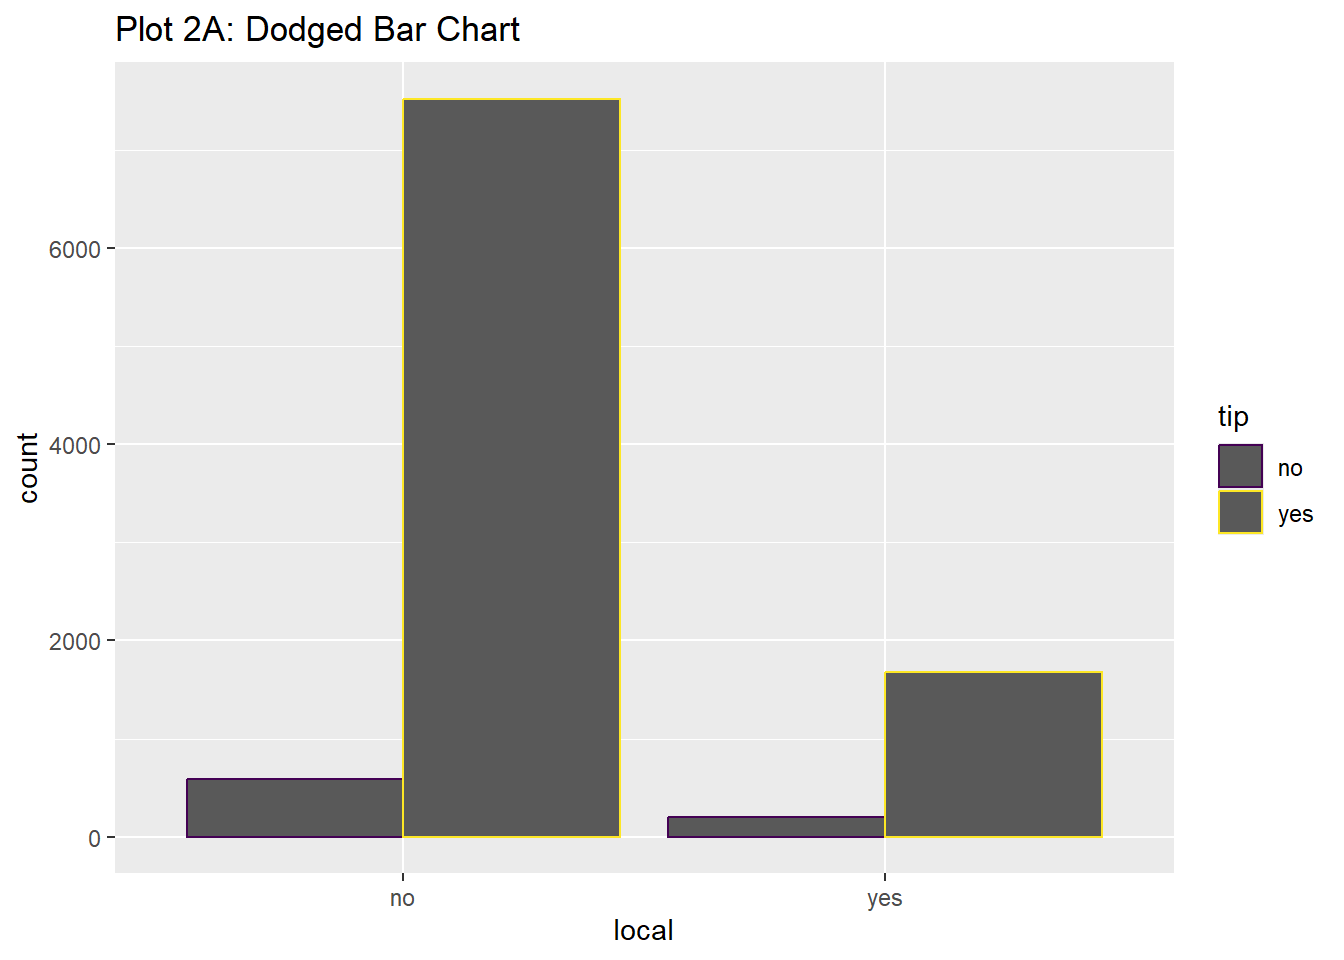 Plot 2A: Dodged Bar Chart
count
6000
4000
2000
0
no
yes
local
tip
no
yes